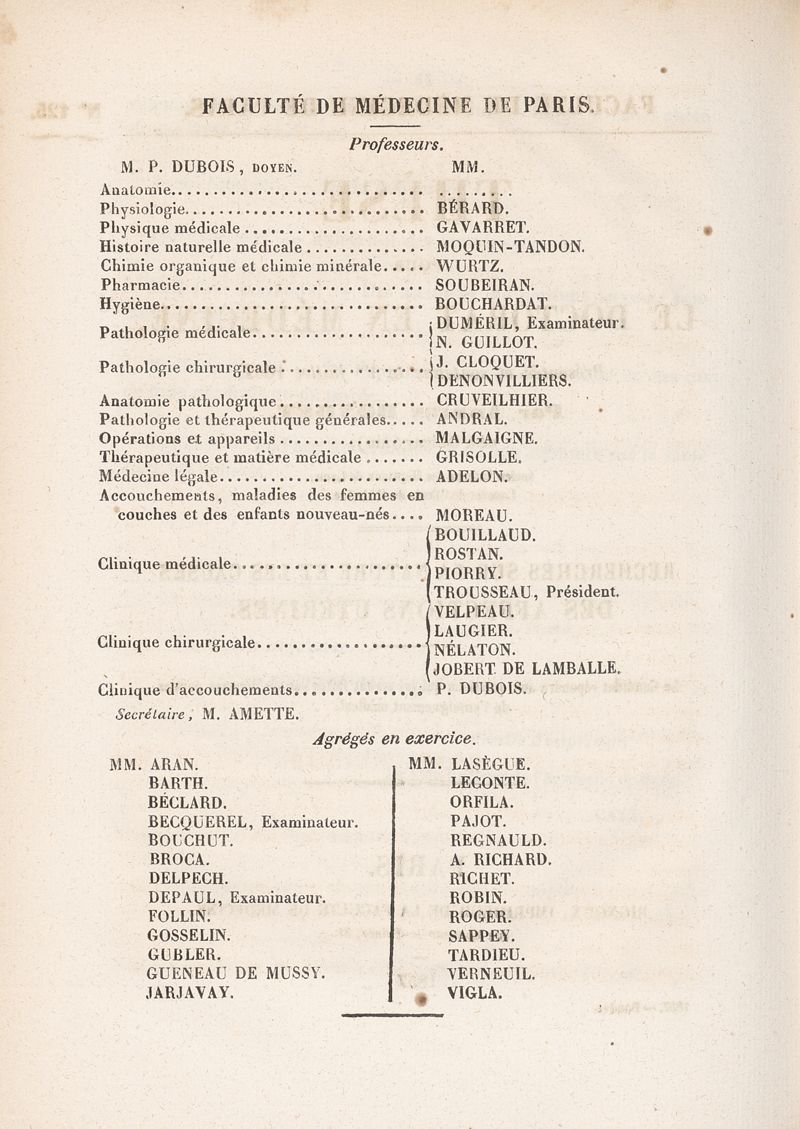 FACULTÉ DE MÉDECINE DE PARIS.
Professeurs.
M. P. DUBOIS, DOYEN. MM.
Anatomie........................... .........
Physiologie.......................... BÉRARD.
Physique médicale ..................... GAVARRET.
Histoire naturelle médicale .............. MOQUIN-TANDON.
Chimie organique et chimie minérale..... WURTZ.
Pharmacie........................... SOUBEIRAN.
Hygiène.............................. BOUCHARDAT.
Pathologie médicale.................... DUMÉRIL, Examinateur.
N. GUILLOT.
Pathologie chirurgicale ................ J. CLOQUET.
DENONVILLIERS.
Anatomie pathologique ................. CRUVEILHIER.
Pathologie et thérapeutique générales..... ANDRAL.
Opérations et appareils ................. MALGAIGNE.
Thérapeutique et matière médicale ....... GRISOLLE.
Médecine légale........................ ADELON.
Accouchements, maladies des femmes en
couches et des enfants nouveau-nés.... MOREAU.
Clinique médicale...................... BOUILLAUD.
ROSTAN.
PIORRY.
TROUSSEAU, Président.
Clinique chirurgicale................... VELPEAU.
LAUGIER.
NÉLATON.
JOBERT DE LAMBALLE.
Clinique d'accouchements............... P. DUBOIS.
Secrétaire, M. AMETTE.
Agrégés en exercice.
MM. ARAN.
BARTH.
BÉCLARD.
BECQUEREL, Examinateur.
BOUCHUT.
BROCA.
DELPECH.
DEPAUL, Examinateur.
FOLLIN.
GOSSELIN.
GUBLER.
GUENEAU DE MUSSY.
JARJAVAY.
MM. LASÈGUE.
LECONTE.
ORFILA.
PAJOT.
REGNAULD.
A. RICHARD.
RICHET.
ROBIN.
ROGER.
SAPPEY.
TARDIEU.
VERNEUIL.
VIGLA.